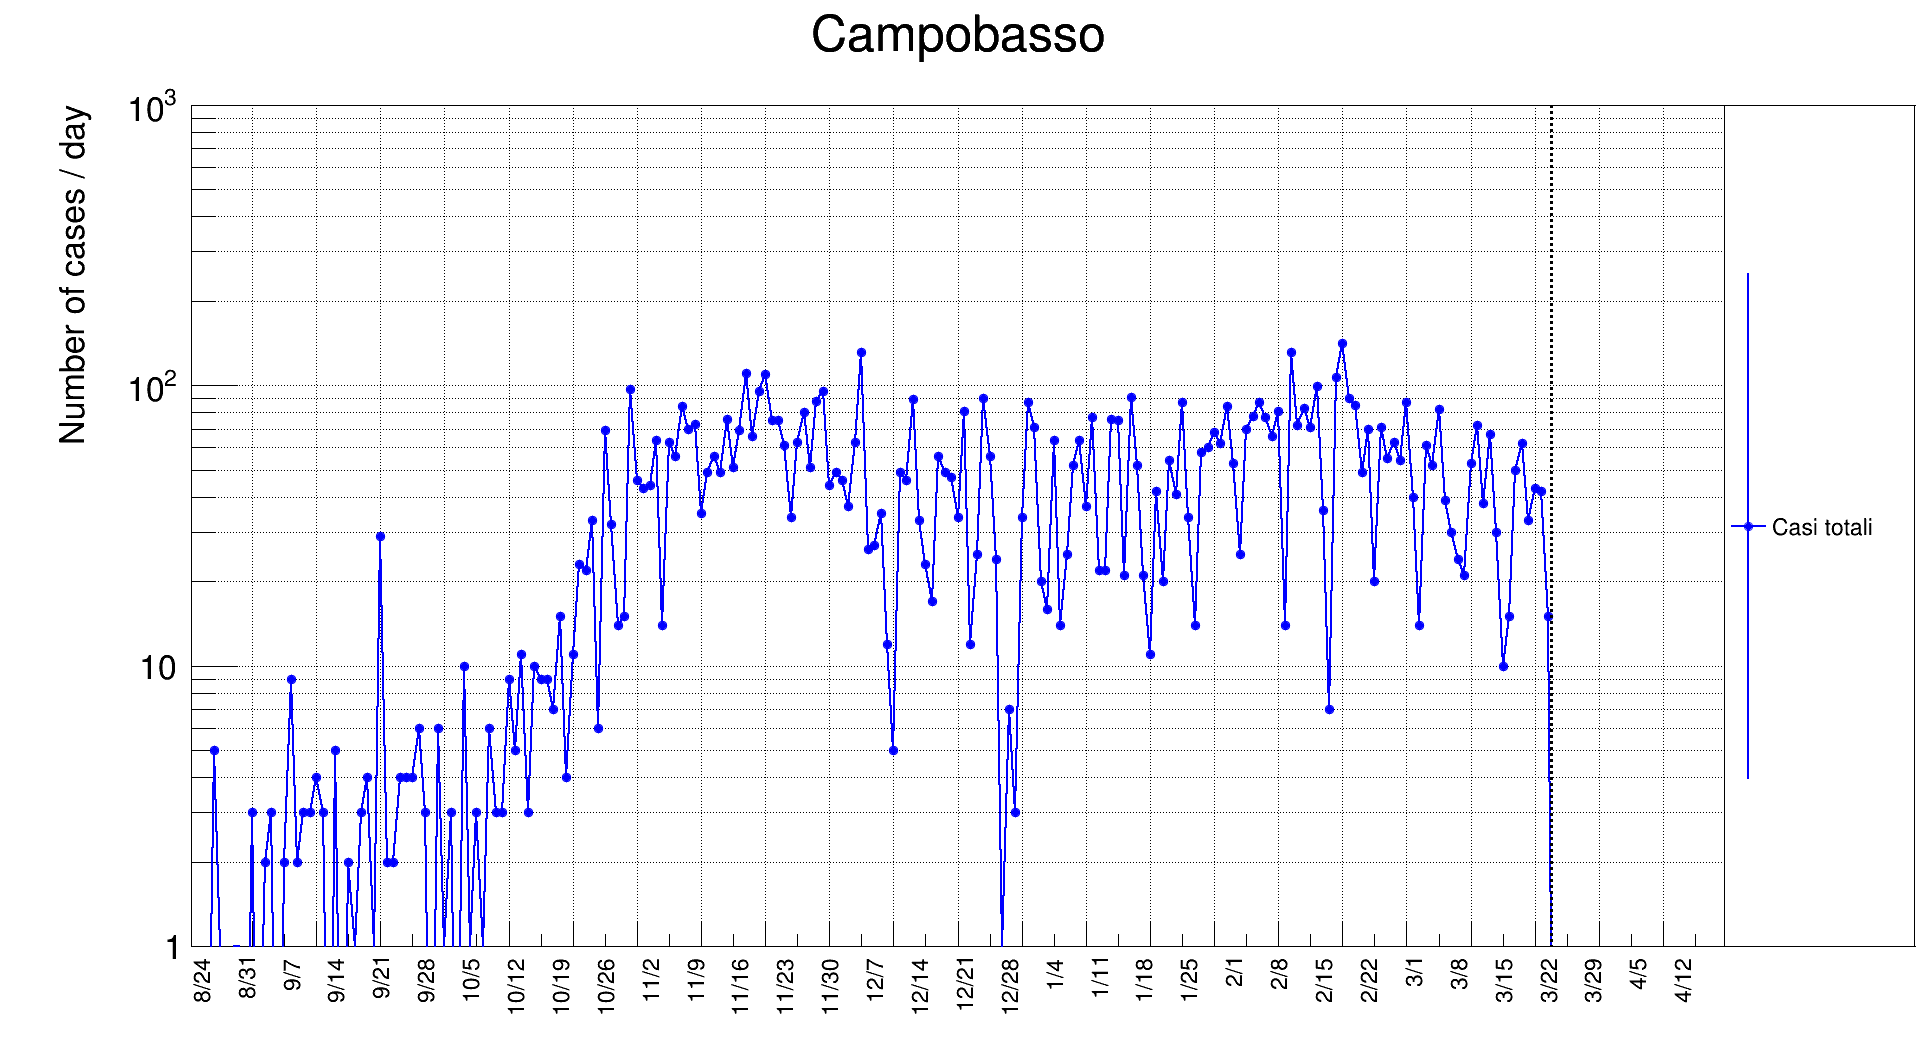 Campobasso
Number of cases / day
10³
10²
10
1
8/24 8/31 9/7 9/14 9/21 9/28 10/5 10/12 10/19 10/26 11/2 11/9 11/16 11/23 11/30 12/7 12/14 12/21 12/28 1/4 1/11 1/18 1/25 2/1 2/8 2/15 2/22 3/1 3/8 3/15 3/22 3/29 4/5 4/12
Casi totali